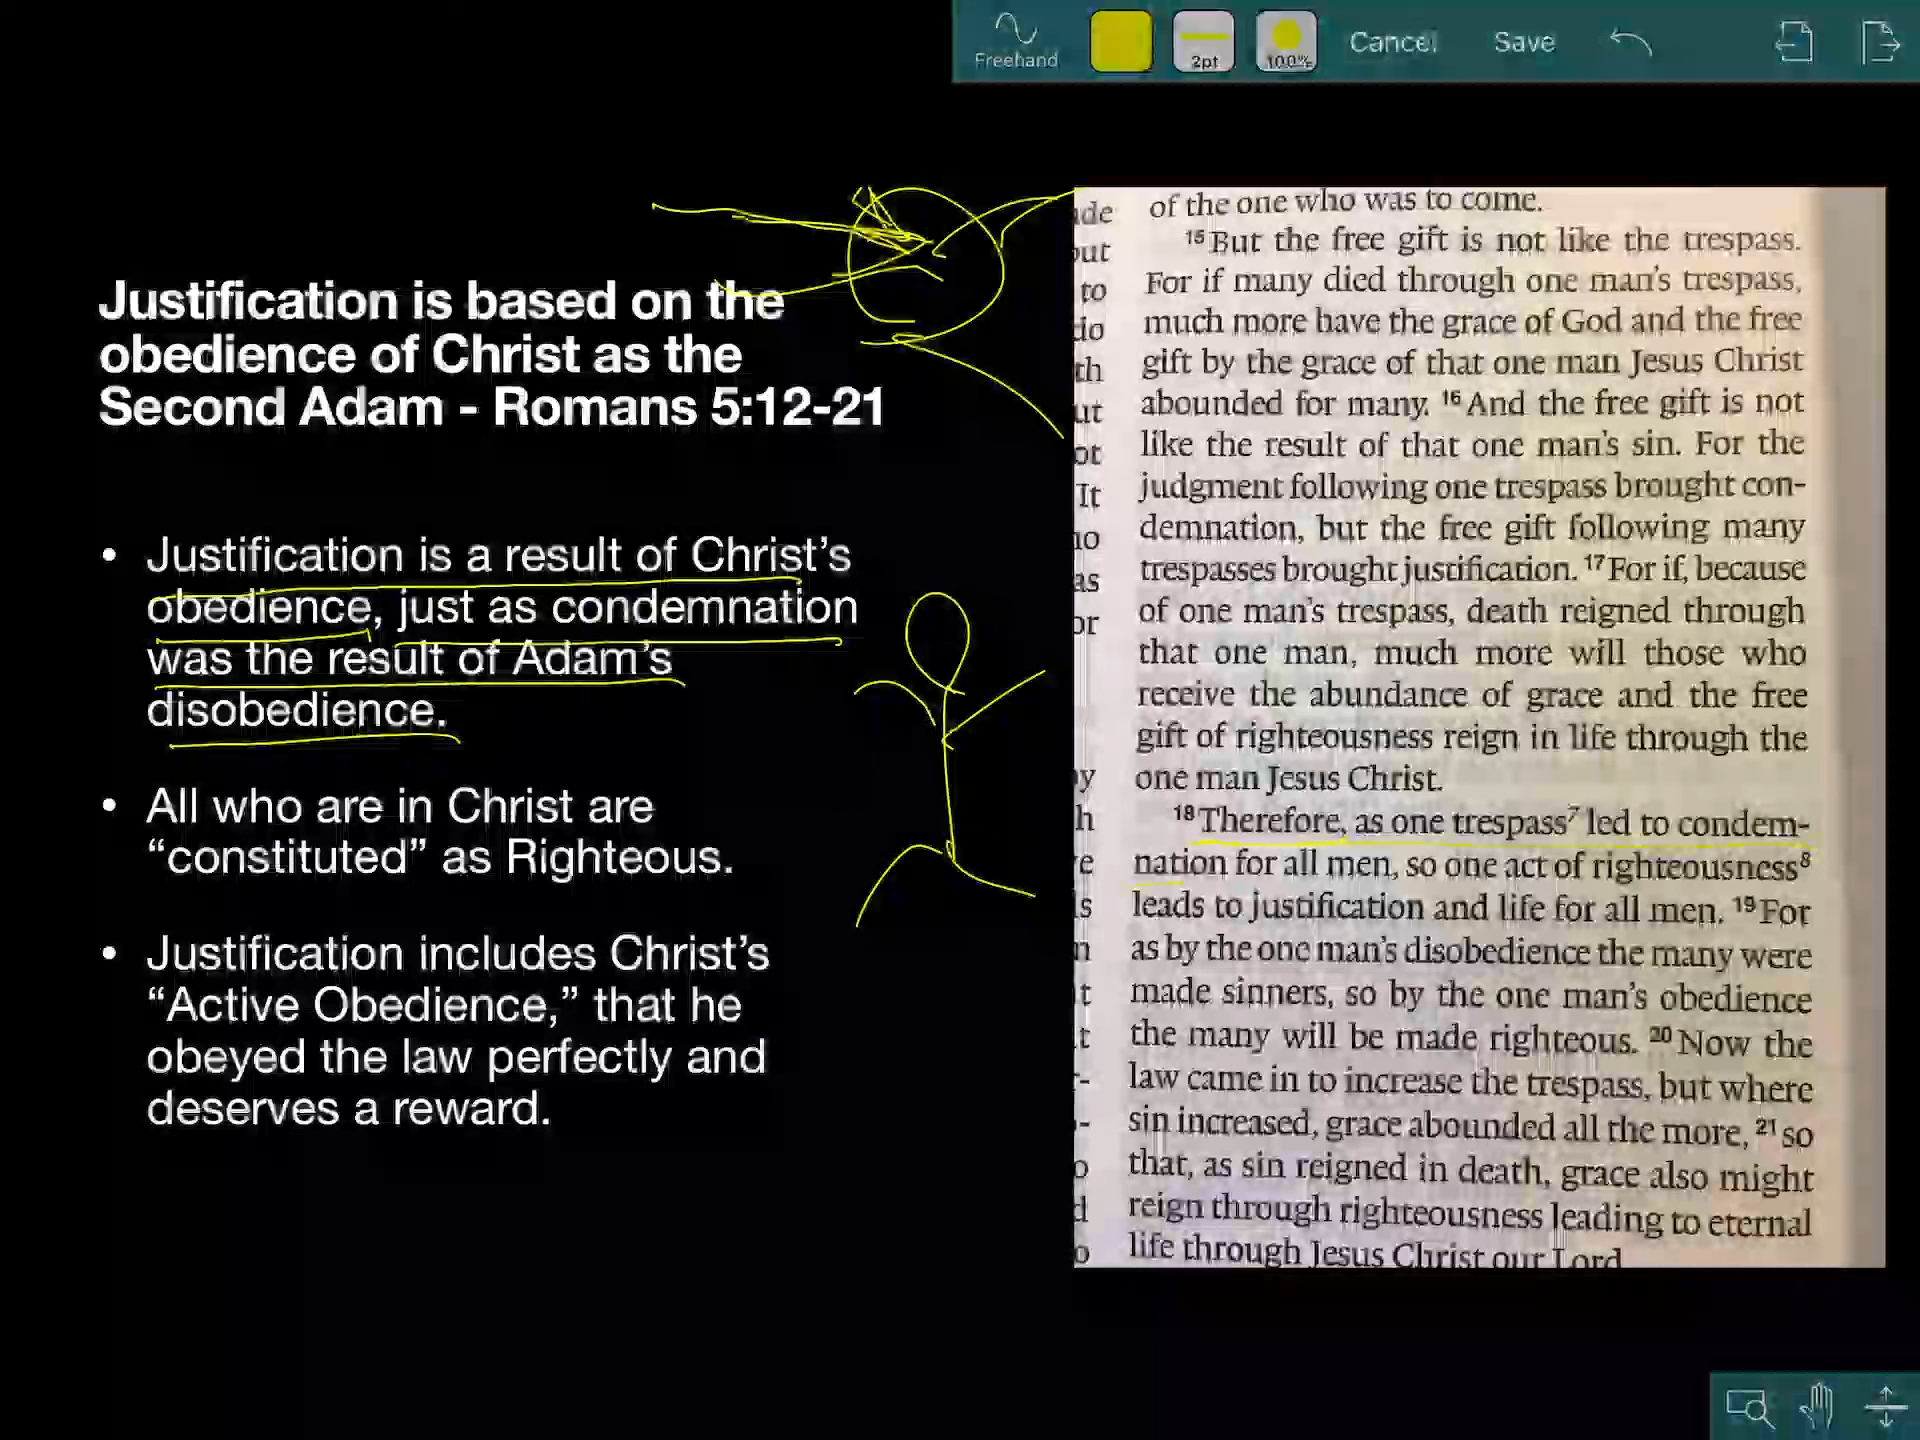 Freehand
2pt
100%
Cancel
Save
Justification is based on the
obedience of Christ as the
Second Adam - Romans 5:12-21
• Justification is a result of Christ’s
obedience, just as condemnation
was the result of Adam’s
disobedience.
• All who are in Christ are
“constituted” as Righteous.
• Justification includes Christ’s
“Active Obedience,” that he
obeyed the law perfectly and
deserves a reward.
of the one who was to come.
15 But the free gift is not like the trespass.
For if many died through one man’s trespass,
much more have the grace of God and the free
gift by the grace of that one man Jesus Christ
abounded for many. 16 And the free gift is not
like the result of that one man’s sin. For the
judgment following one trespass brought con-
demnation, but the free gift following many
trespasses brought justification. 17 For if, because
of one man’s trespass, death reigned through
that one man, much more will those who
receive the abundance of grace and the free
gift of righteousness reign in life through the
one man Jesus Christ.
18 Therefore, as one trespass7 led to condem-
nation for all men, so one act of righteousness8
leads to justification and life for all men. 19 For
as by the one man’s disobedience the many were
made sinners, so by the one man’s obedience
the many will be made righteous. 20 Now the
law came in to increase the trespass, but where
sin increased, grace abounded all the more, 21 so
that, as sin reigned in death, grace also might
reign through righteousness leading to eternal
life through Jesus Christ our Lord